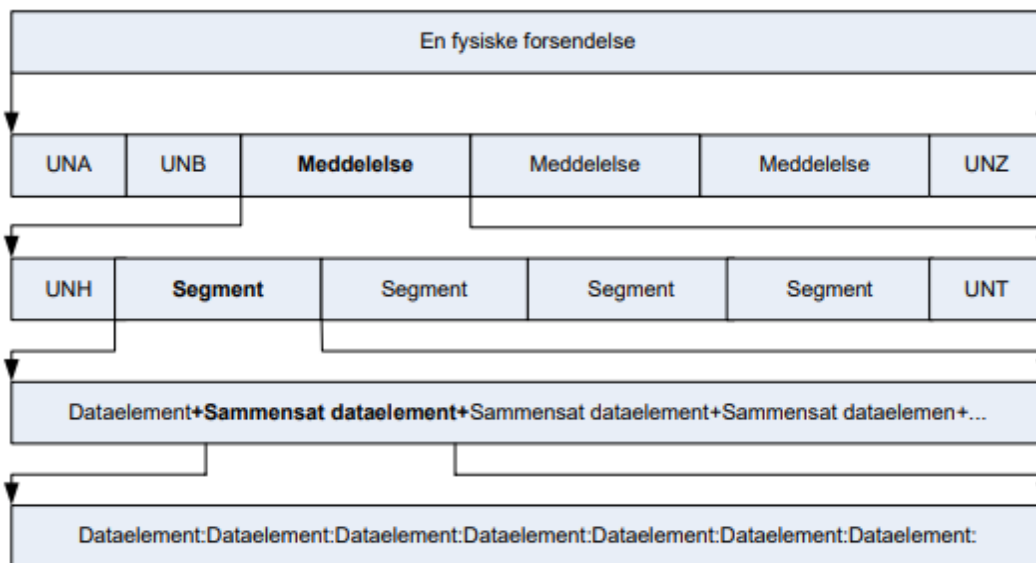 En fysiske forsendelse
UNA UNB Meddelelse Meddelelse Meddelelse UNZ
UNH Segment Segment Segment Segment UNT
Dataelement+Sammensat dataelement+Sammensat dataelement+Sammensat dataelemen+...
Dataelement:Dataelement:Dataelement:Dataelement:Dataelement:Dataelement:Dataelement: